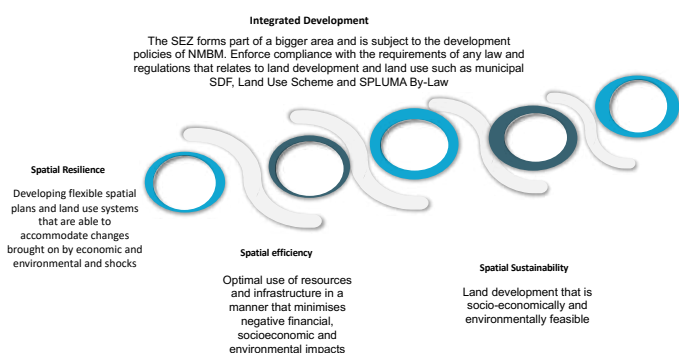 Integrated Development
The SEZ forms part of a bigger area and is subject to the development
policies of NMBM. Enforce compliance with the requirements of any law and
regulations that relates to land development and land use such as municipal
SDF, Land Use Scheme and SPLUMA By-Law
Spatial Resilience
Developing flexible spatial
plans and land use systems
that are able to
accommodate changes
brought on by economic and
environmental and shocks
Spatial efficiency
Optimal use of resources
and infrastructure in a
manner that minimises
negative financial,
socioeconomic and
environmental impacts
Spatial Sustainability
Land development that is
socio-economically and
environmentally feasible